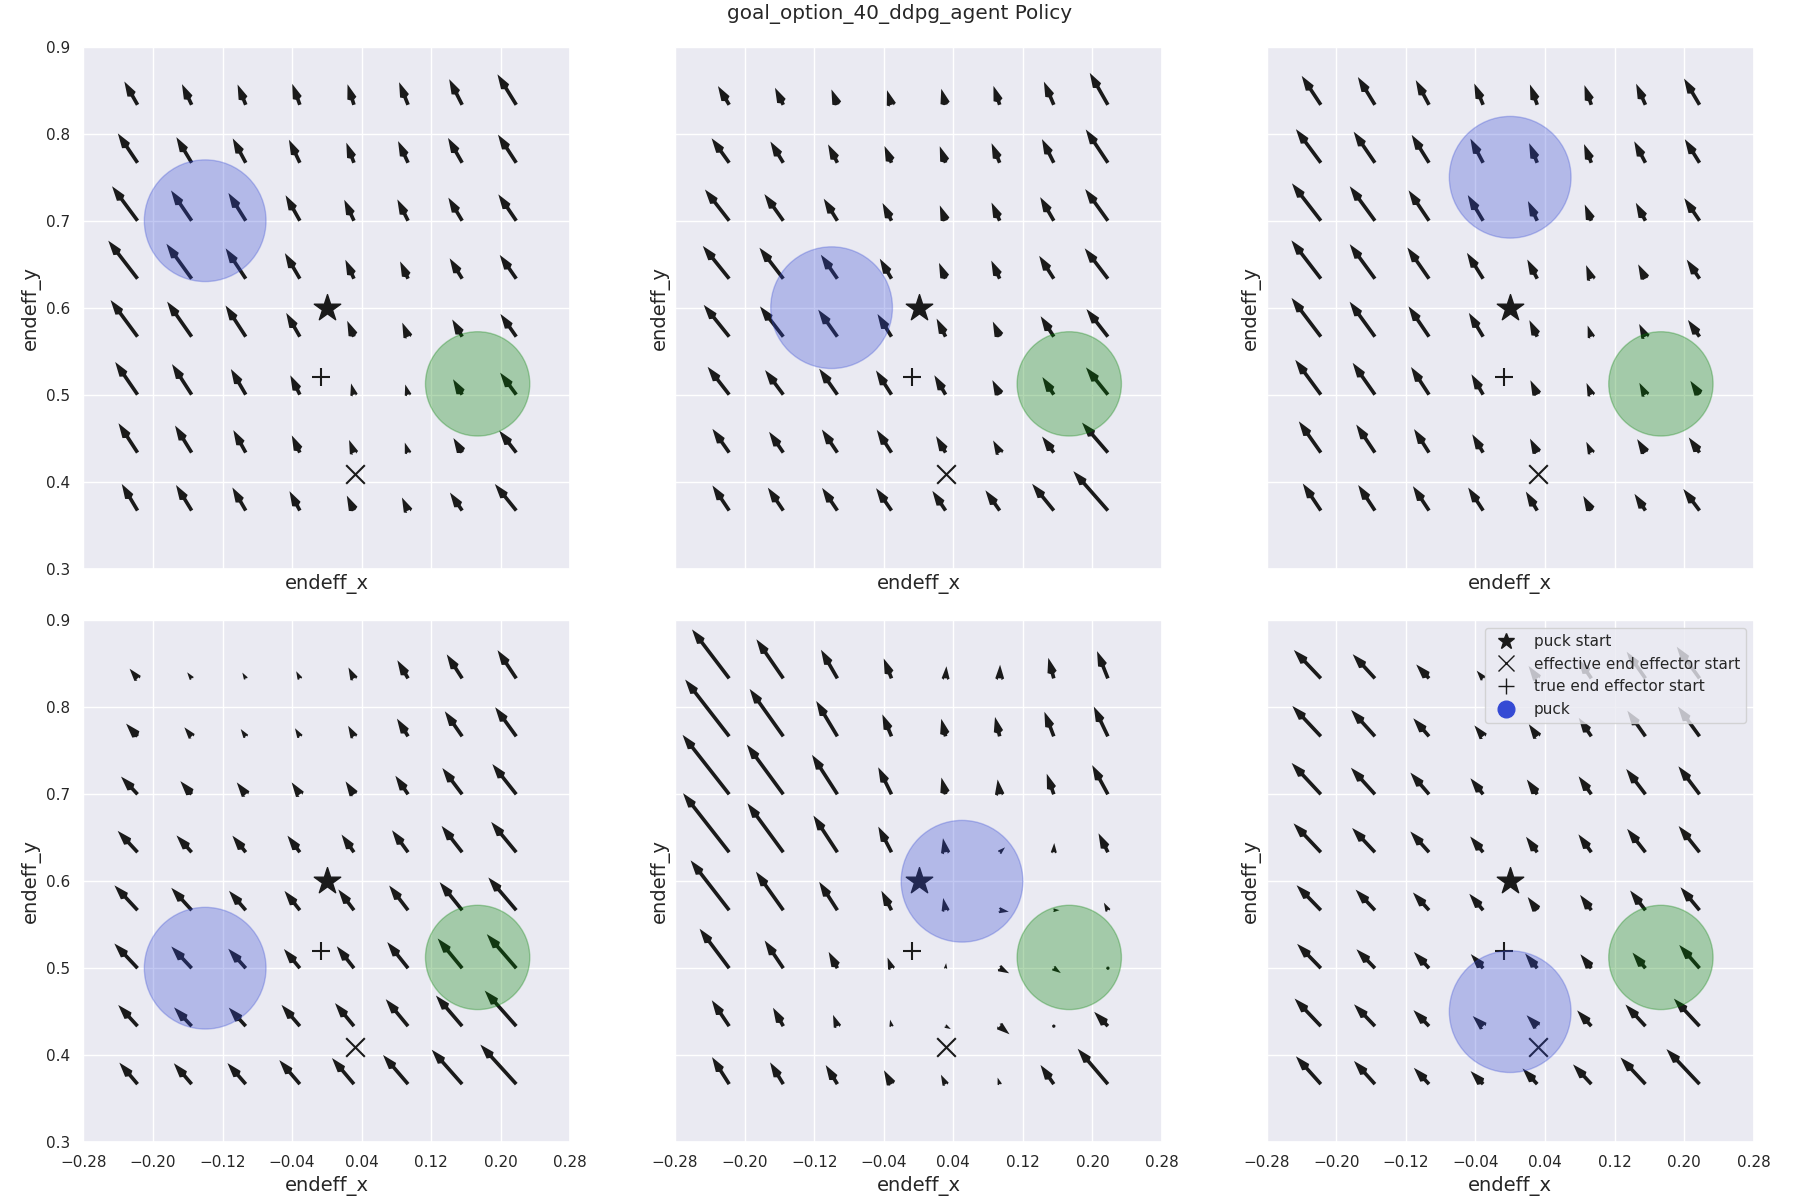 goal_option_40_ddpg_agent Policy
0.9
0.8
0.7
0.6
0.5
0.4
0.3
endeff_y
endeff_x
endeff_y
endeff_x
endeff_y
endeff_x
0.9
0.8
0.7
0.6
0.5
0.4
0.3
endeff_y
−0.28 −0.20 −0.12 −0.04 0.04 0.12 0.20 0.28
endeff_x
endeff_y
−0.28 −0.20 −0.12 −0.04 0.04 0.12 0.20 0.28
endeff_x
puck start
effective end effector start
true end effector start
puck
endeff_y
−0.28 −0.20 −0.12 −0.04 0.04 0.12 0.20 0.28
endeff_x